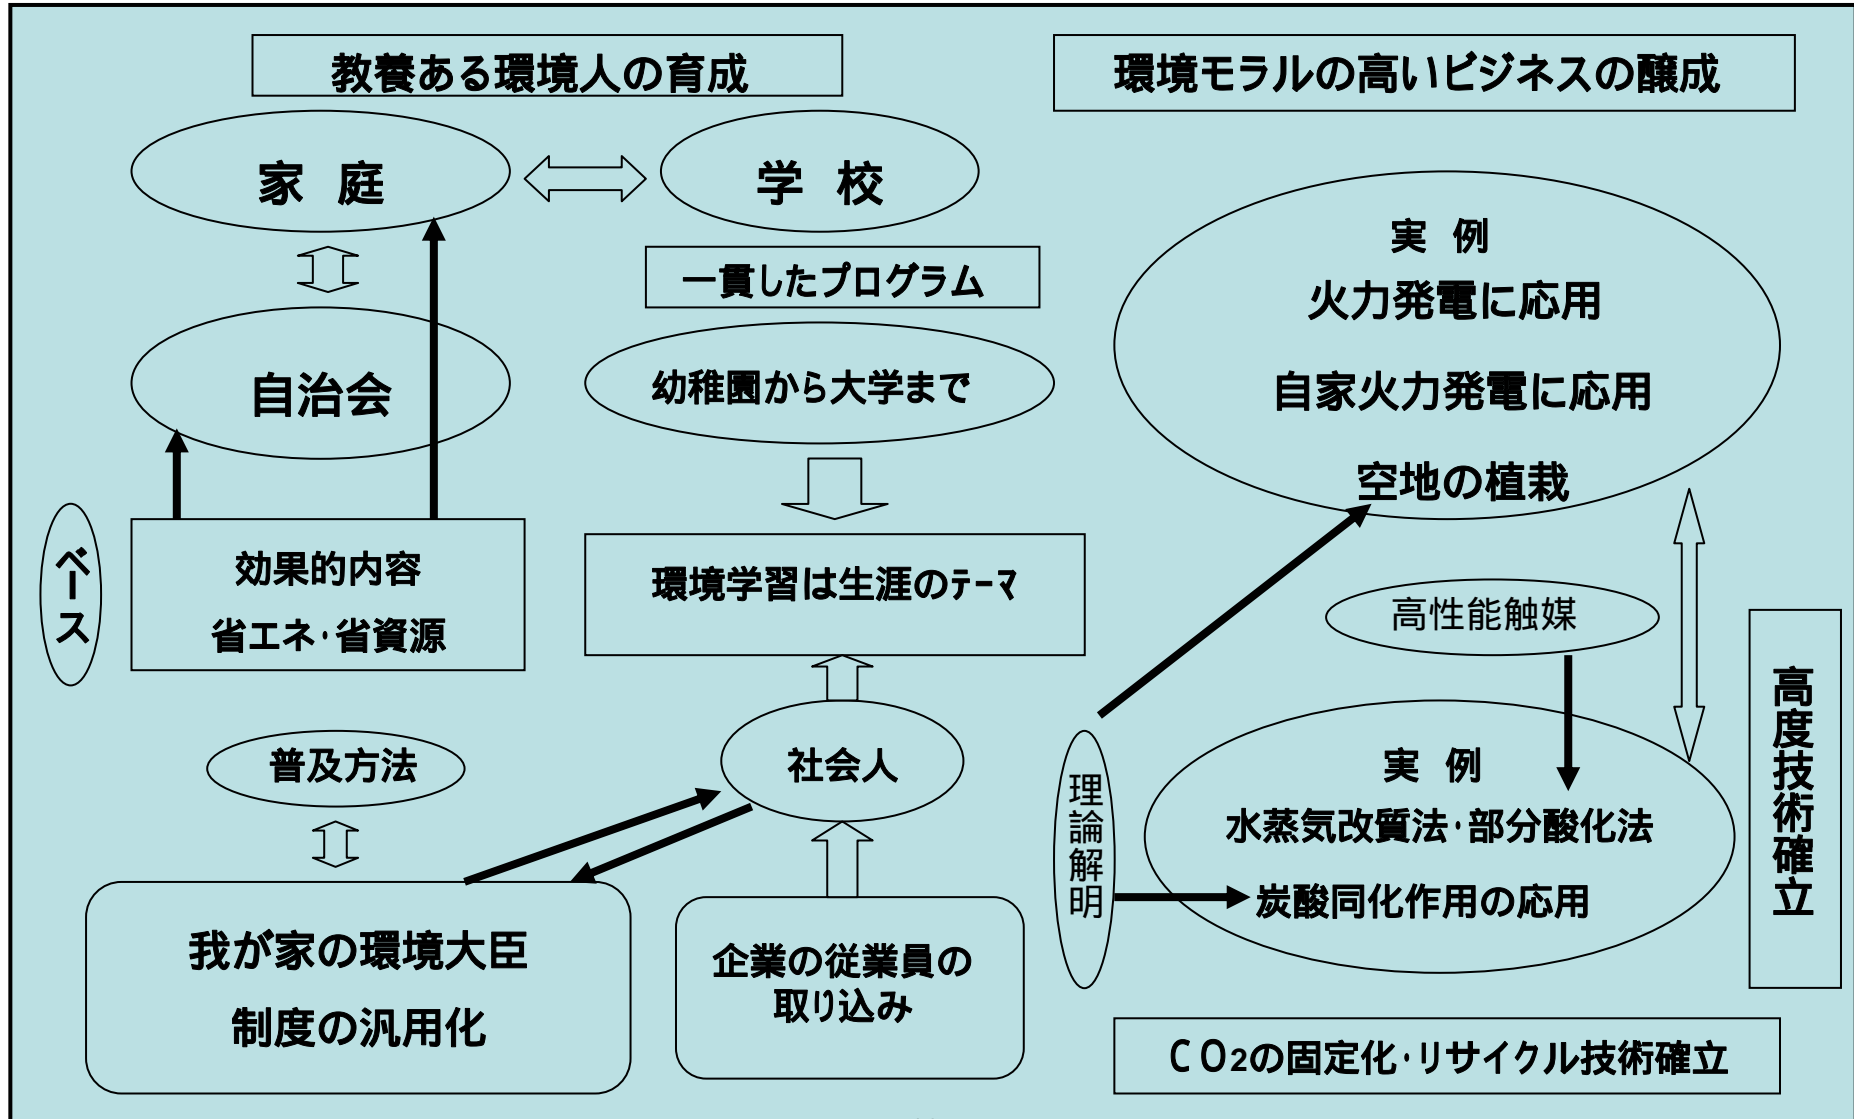 教養ある環境人の育成
環境モラルの高いビジネスの醸成
家 庭
学 校
一貫したプログラム
自治会
幼稚園から大学まで
実 例
火力発電に応用
自家火力発電に応用
空地の植栽
ベース
効果的内容
省エネ・省資源
環境学習は生涯のテーマ
高性能触媒
高度技術確立
普及方法
社会人
理論解明
実 例
水蒸気改質法・部分酸化法
炭酸同化作用の応用
我が家の環境大臣
制度の汎用化
企業の従業員の
取り込み
CO2の固定化・リサイクル技術確立